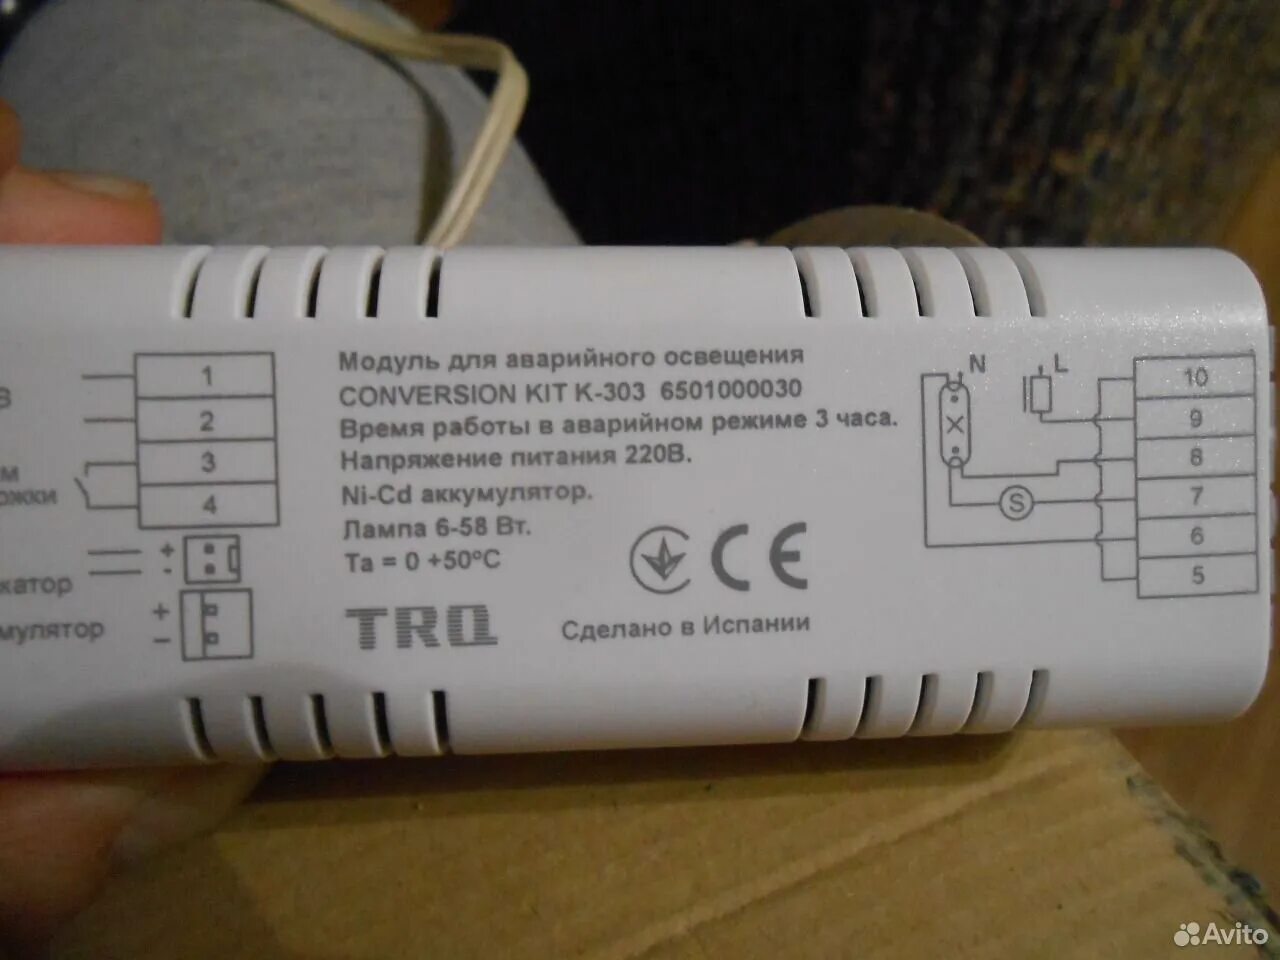 Модуль для аварийного освещения
CONVERSION KIT K-303 6501000030
Время работы в аварийном режиме 3 часа.
Напряжение питания 220В.
Ni-Cd аккумулятор.
Лампа 6-58 Вт.
Ta = 0 +50ºC
TRQ
CE
Сделано в Испании
В
1
2
3
4
+
-
+
−
N
L
S
10
9
8
7
6
5
Avito